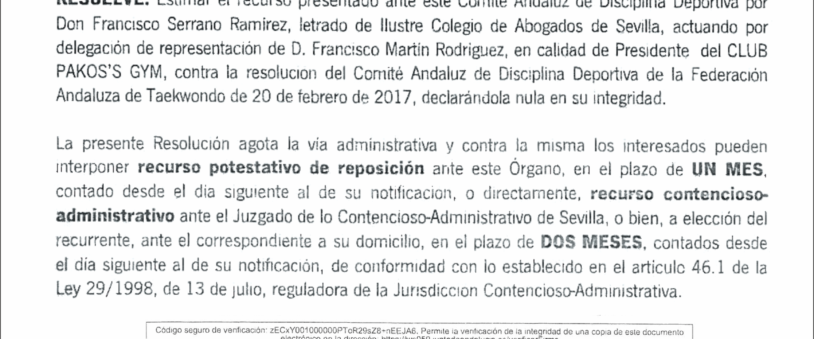 RESUELVE: Estimar el recurso presentado ante este Comité Andaluz de Disciplina Deportiva por
Don Francisco Serrano Ramirez, letrado de Ilustre Colegio de Abogados de Sevilla, actuando por
delegación de representación de D. Francisco Martín Rodriguez, en calidad de Presidente del CLUB
PAKOS'S GYM, contra la resolucion del Comité Andaluz de Disciplina Deportiva de la Federación
Andaluza de Taekwondo de 20 de febrero de 2017, declarándola nula en su integridad.
La presente Resolución agota la via administrativa y contra la misma los interesados pueden
interponer recurso potestativo de reposición ante este Órgano, en el plazo de UN MES,
contado desde el dia siguiente al de su notificacion, o directamente, recurso contencioso-
administrativo ante el Juzgado de lo Contencioso-Administrativo de Sevilla, o bien, a elección del
recurrente, ante el correspondiente a su domicilio, en el plazo de DOS MESES, contados desde
el dia siguiente al de su notificación, de conformidad con lo establecido en el articulo 46.1 de la
Ley 29/1998, de 13 de julio, reguladora de la Jurisdiccion Contencioso-Administrativa.
Código seguro de verificación: zECxY001000000PToR29sZ8+nEEJA6. Permite la verificación de la integridad de una copia de este documento
electrónico en la dirección: